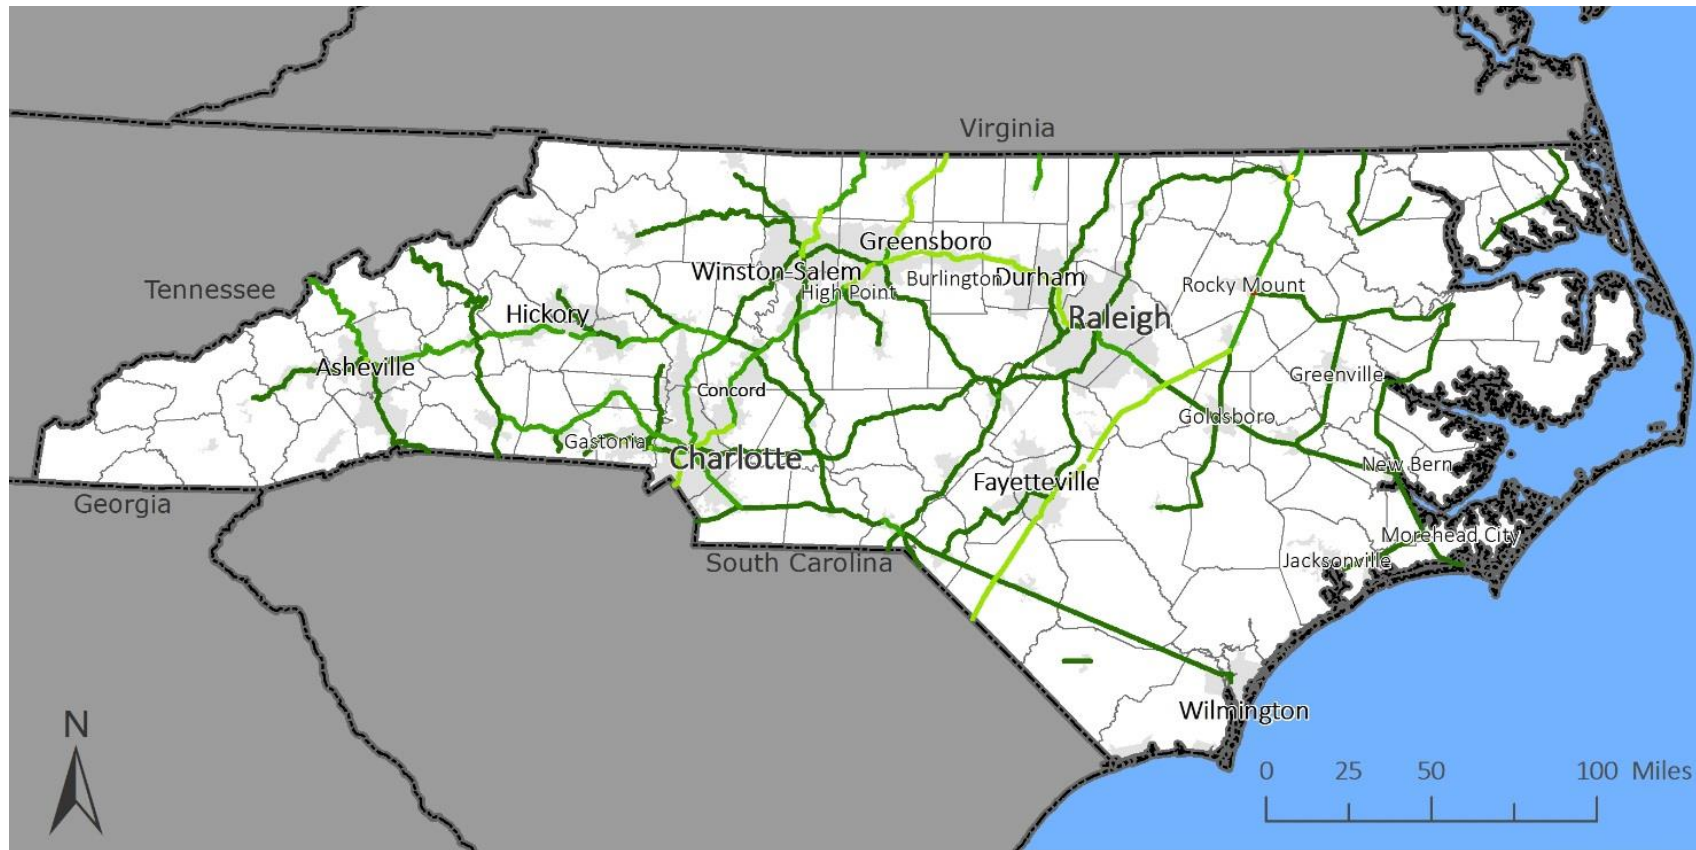 Virginia
Greensboro
Winston-Salem
Burlington
Durham
High Point
Tennessee
Rocky Mount
Hickory
Raleigh
Asheville
Concord
Greenville
Goldsboro
Gastonia
Charlotte
New Bern
Fayetteville
Georgia
Morehead City
South Carolina
Jacksonville
Wilmington
N
0 25 50 100 Miles